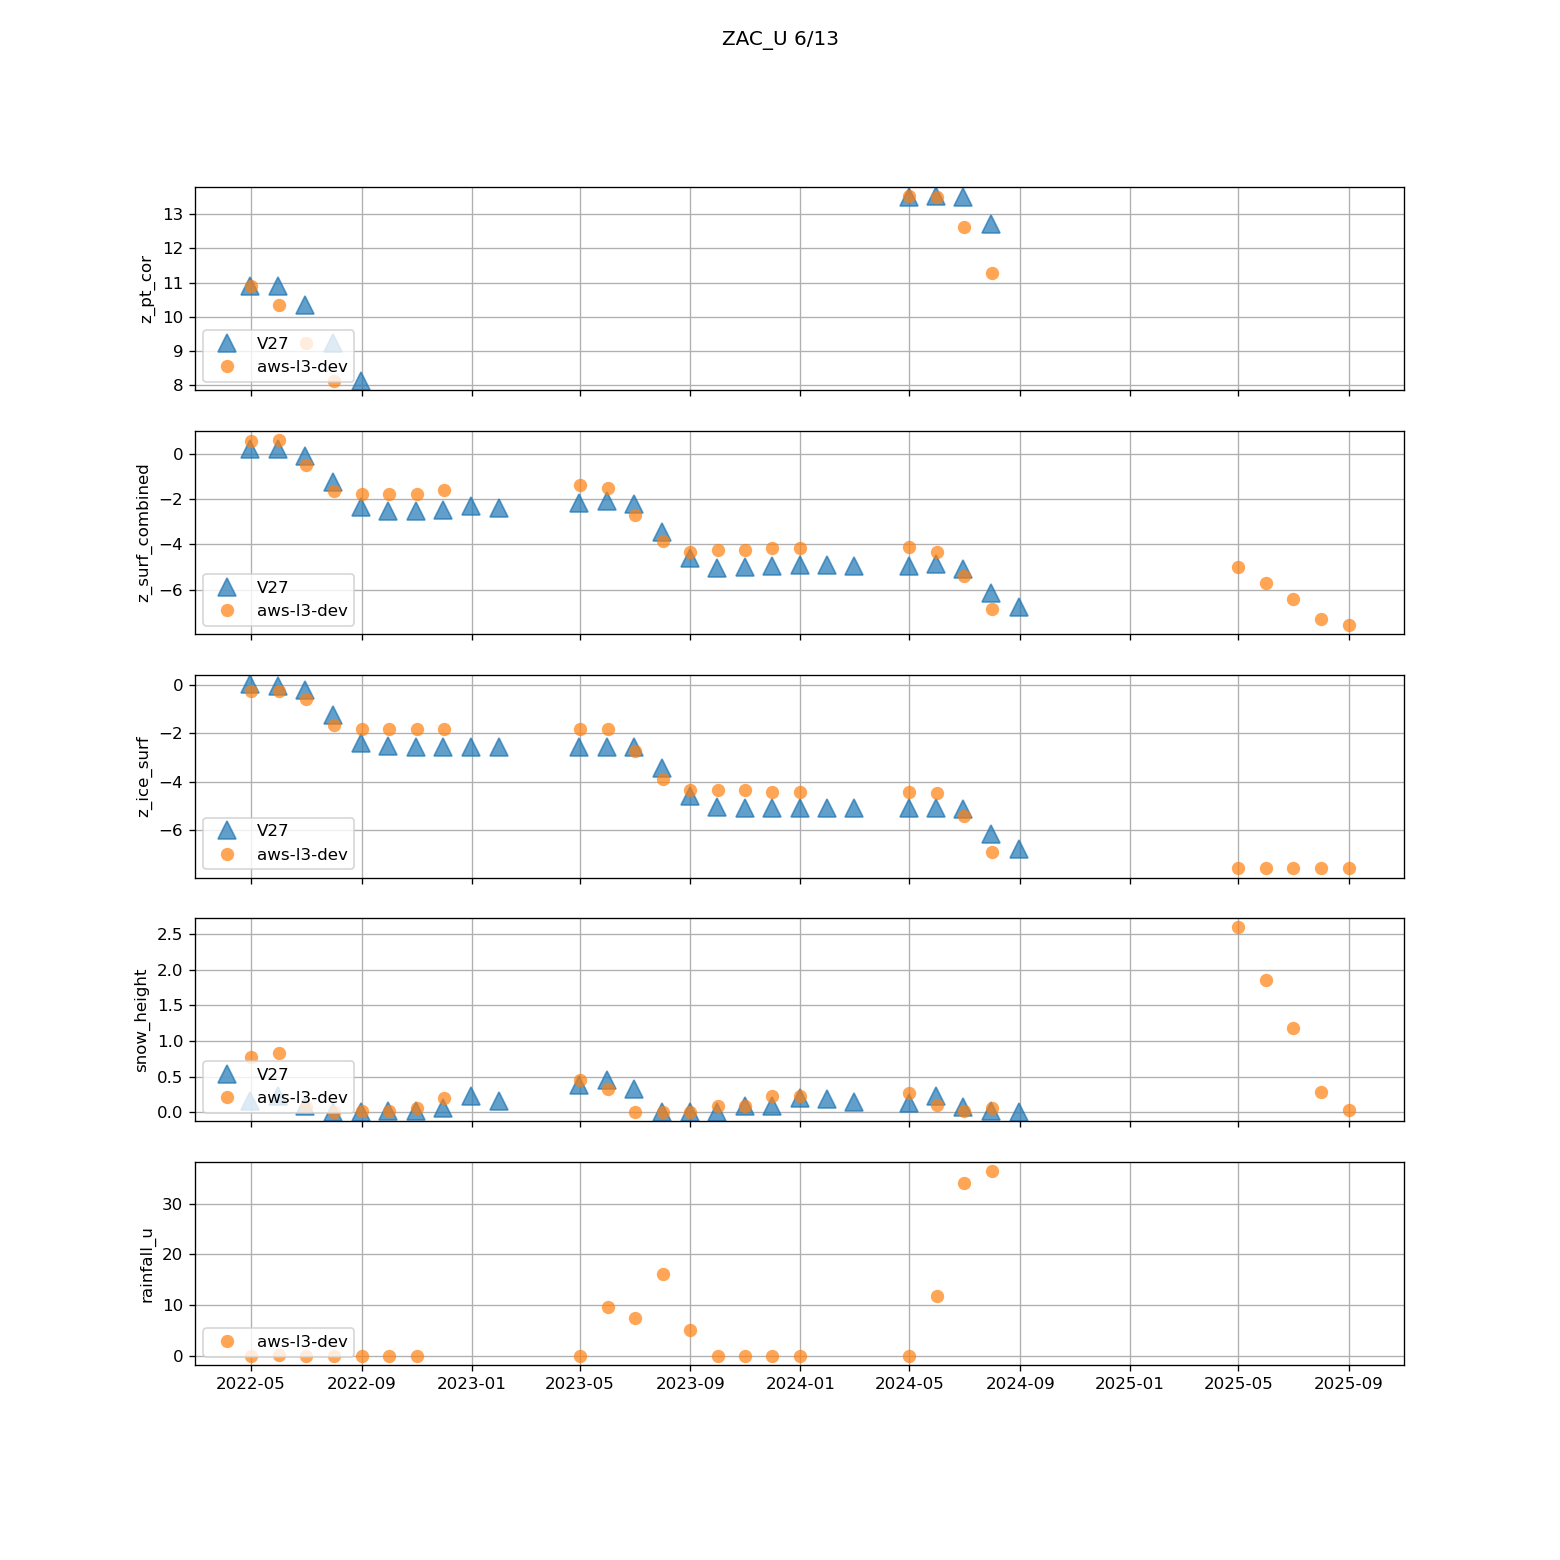 ZAC_U 6/13
z_pt_cor
13
12
11
10
9
8
V27
aws-l3-dev
z_surf_combined
0
−2
−4
−6
V27
aws-l3-dev
z_ice_surf
0
−2
−4
−6
V27
aws-l3-dev
snow_height
2.5
2.0
1.5
1.0
0.5
0.0
V27
aws-l3-dev
rainfall_u
30
20
10
0
aws-l3-dev
2022-05 2022-09 2023-01 2023-05 2023-09 2024-01 2024-05 2024-09 2025-01 2025-05 2025-09